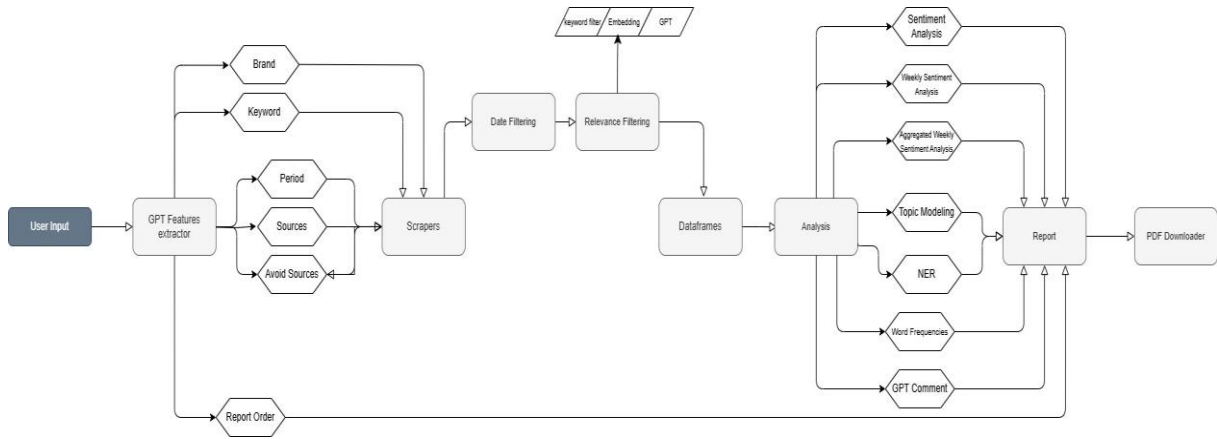 keyword filter
Embedding
GPT
Sentiment
Analysis
Brand
Weekly Sentiment
Analysis
Keyword
Date Filtering
Relevance Filtering
Aggregated Weekly
Sentiment Analysis
Period
User Input
GPT Features
extractor
Sources
Scrapers
Dataframes
Analysis
Topic Modeling
Report
PDF Downloader
Avoid Sources
NER
Word Frequencies
GPT Comment
Report Order